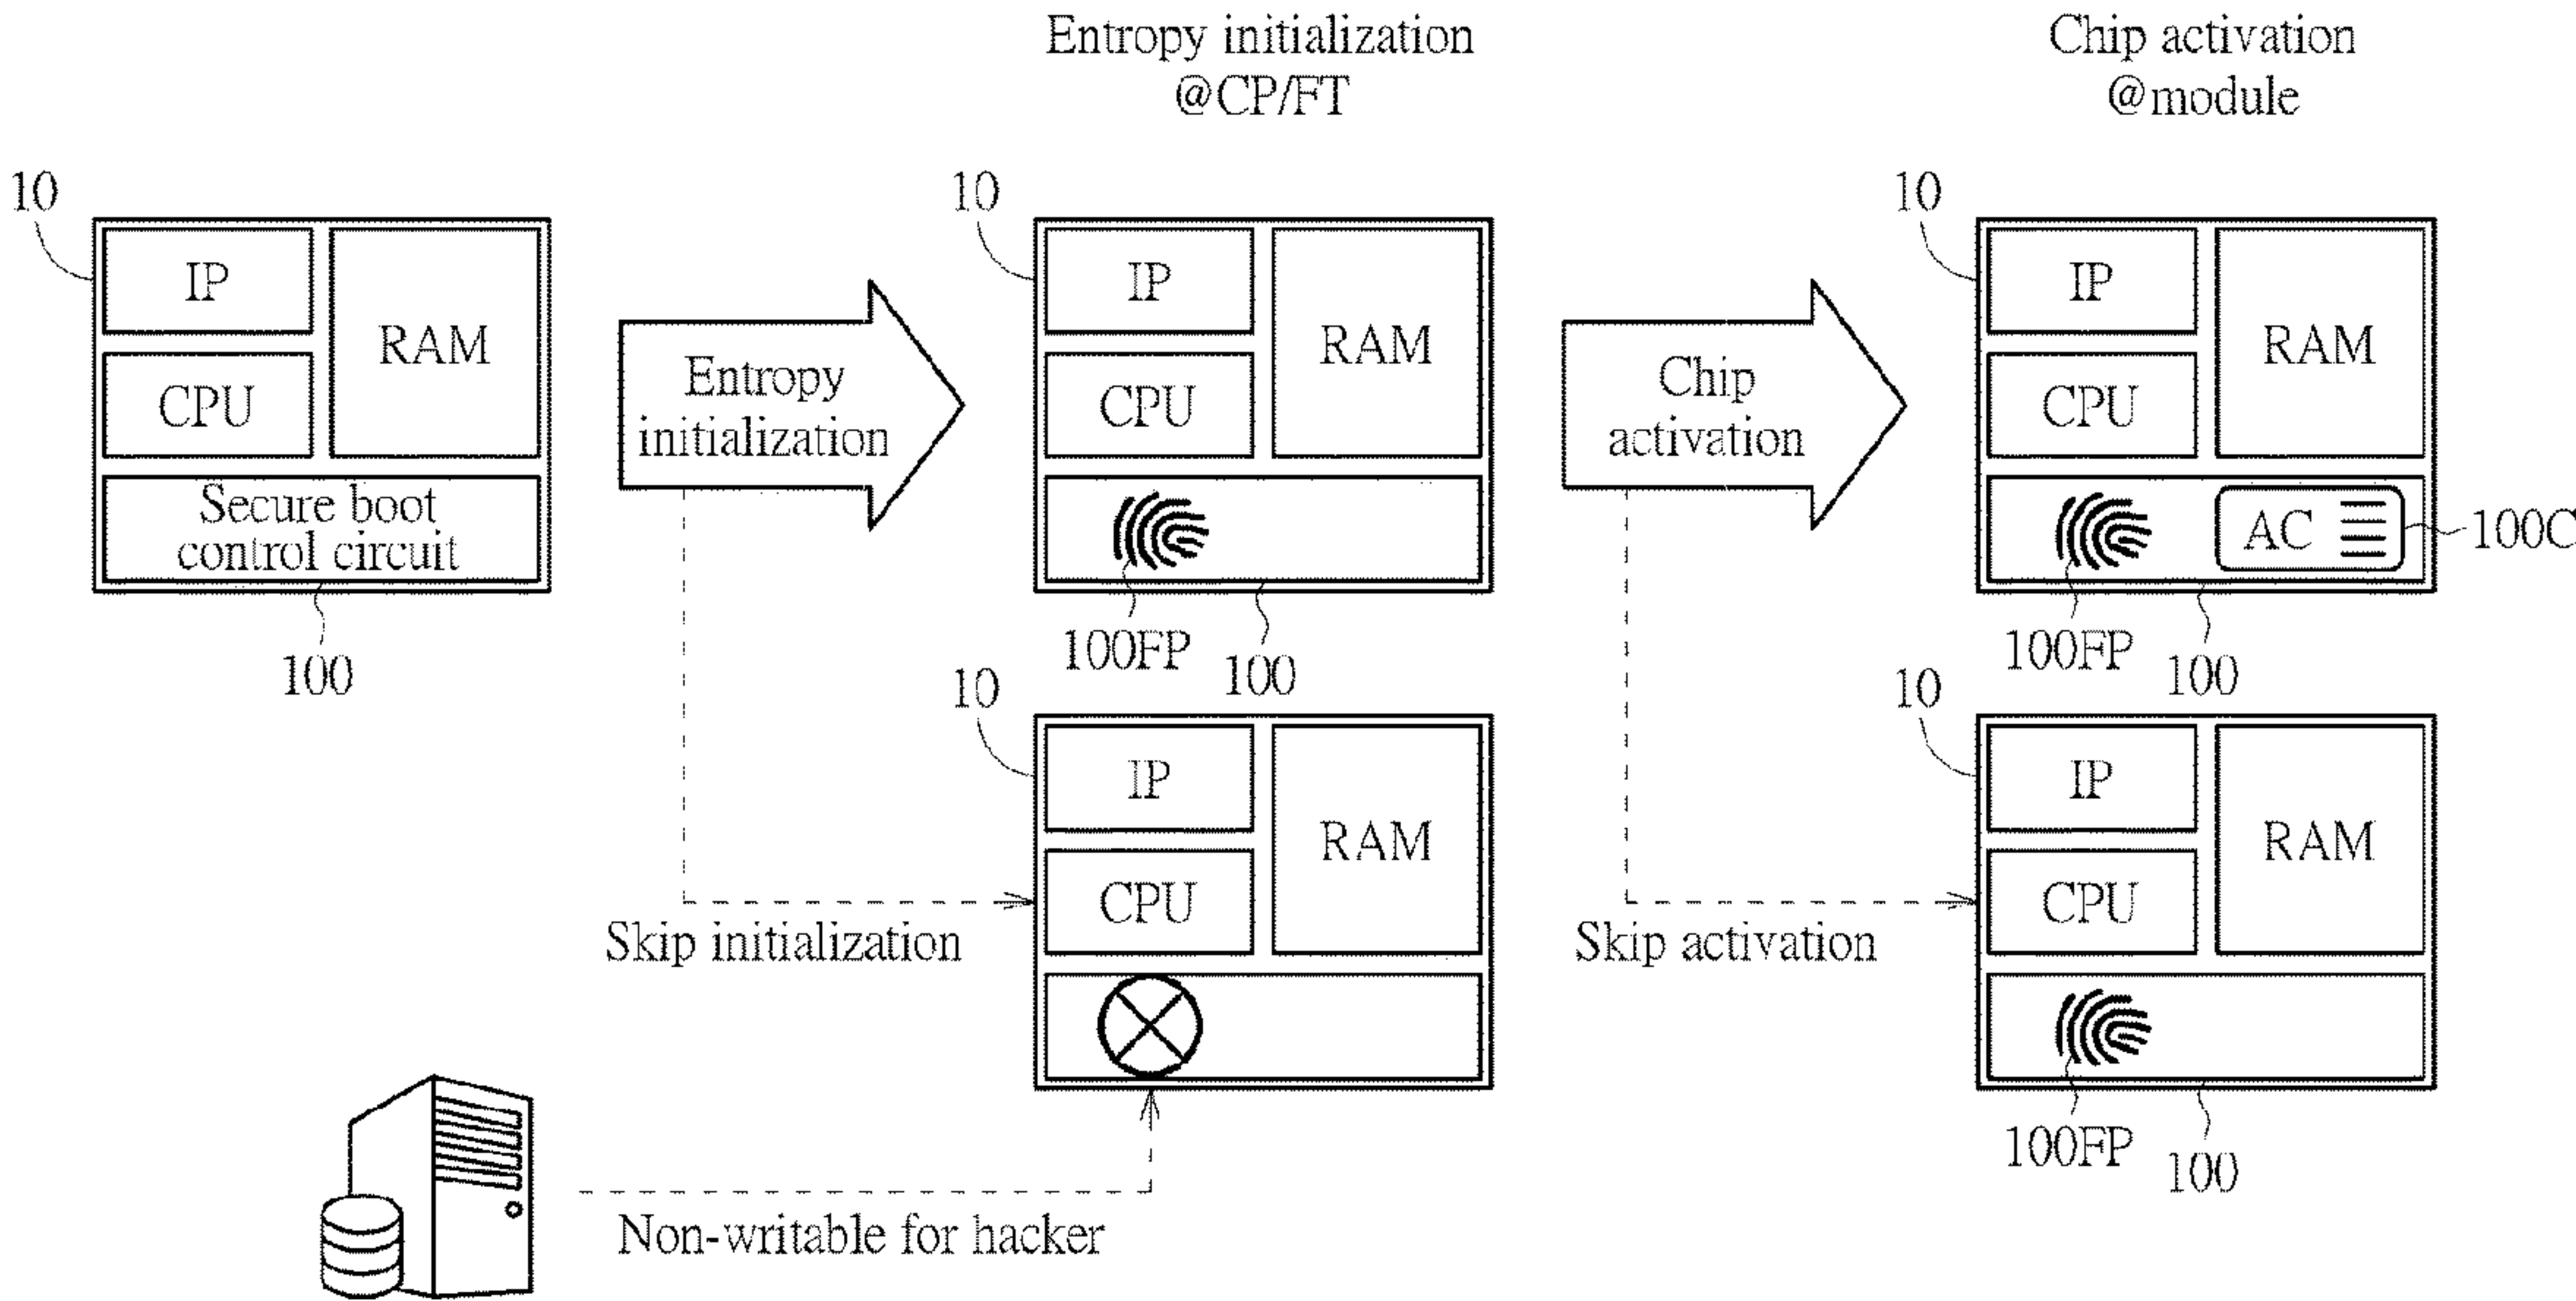 Entropy initialization
@CP/FT
Chip activation
@module
10
IP
CPU
RAM
Secure boot
control circuit
100
Entropy
initialization
10
IP
CPU
RAM
100FP
100
Chip
activation
10
IP
CPU
RAM
AC
100C
100FP
100
Skip initialization
10
IP
CPU
RAM
Skip activation
10
IP
CPU
RAM
100FP
100
Non-writable for hacker